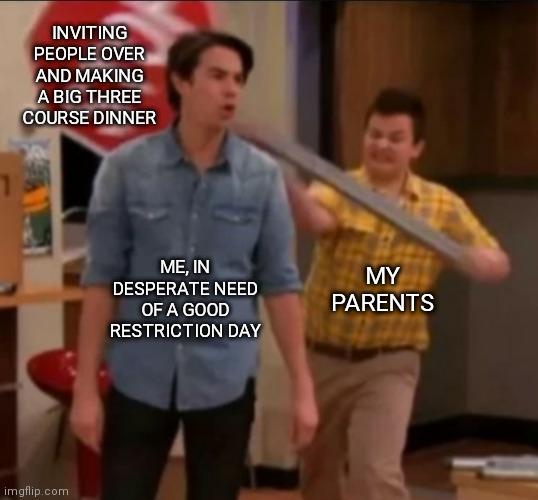 INVITING
PEOPLE OVER
AND MAKING
A BIG THREE
COURSE DINNER
ME, IN
DESPERATE NEED
OF A GOOD
RESTRICTION DAY
MY
PARENTS
imgflip.com